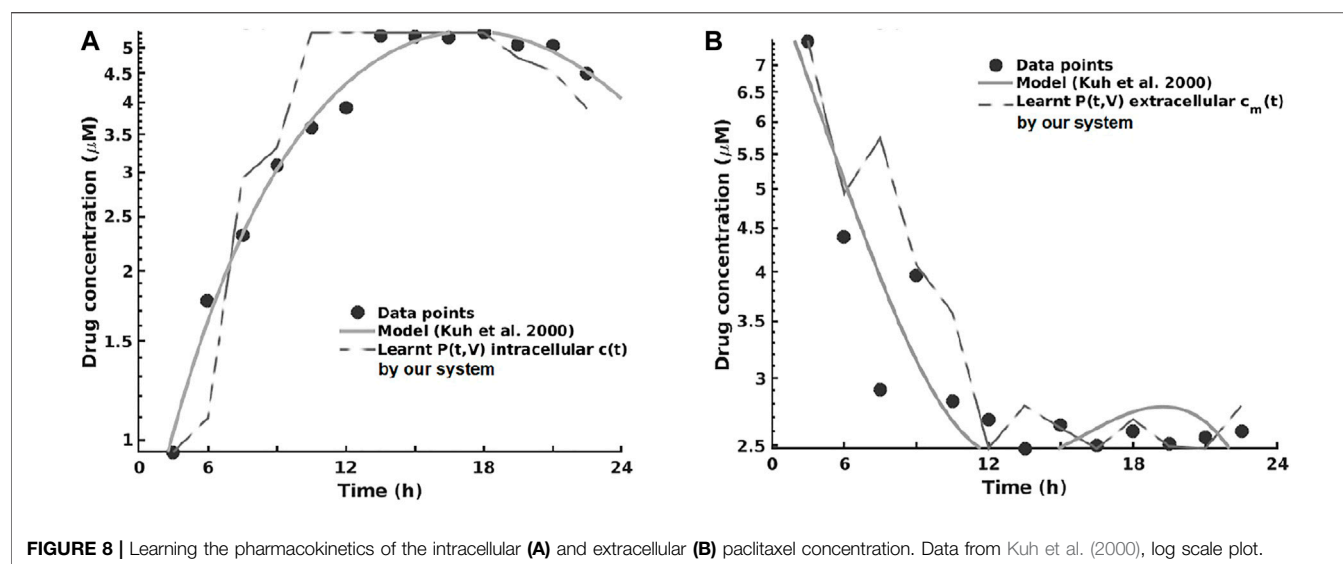 A
Drug concentration (μM)
5
4.5
4
3.5
3
2.5
2
1.5
1
Data points
Model (Kuh et al. 2000)
Learnt P(t,V) intracellular c(t)
by our system
0 6 12 18 24
Time (h)
B
Drug concentration (μM)
7
6.5
6
5.5
5
4.5
4
3.5
3
2.5
Data points
Model (Kuh et al. 2000)
Learnt P(t,V) extracellular cm(t)
by our system
0 6 12 18 24
Time (h)
FIGURE 8 | Learning the pharmacokinetics of the intracellular (A) and extracellular (B) paclitaxel concentration. Data from Kuh et al. (2000), log scale plot.